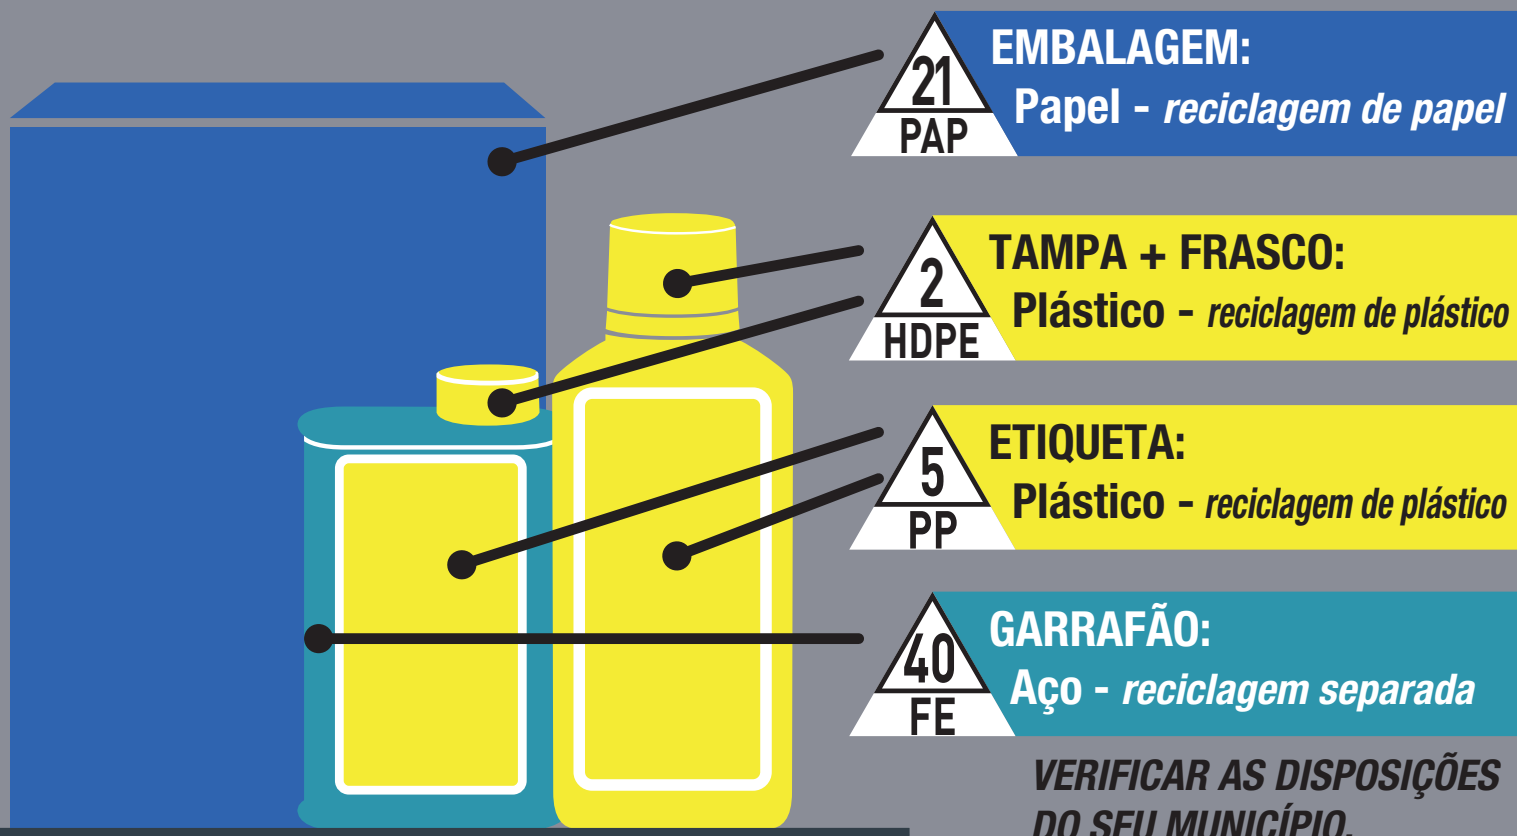 21
PAP
EMBALAGEM:
Papel - reciclagem de papel
2
HDPE
TAMPA + FRASCO:
Plástico - reciclagem de plástico
5
PP
ETIQUETA:
Plástico - reciclagem de plástico
40
FE
GARRAFÃO:
Aço - reciclagem separada
VERIFICAR AS DISPOSIÇÕES
DO SEU MUNICÍPIO.